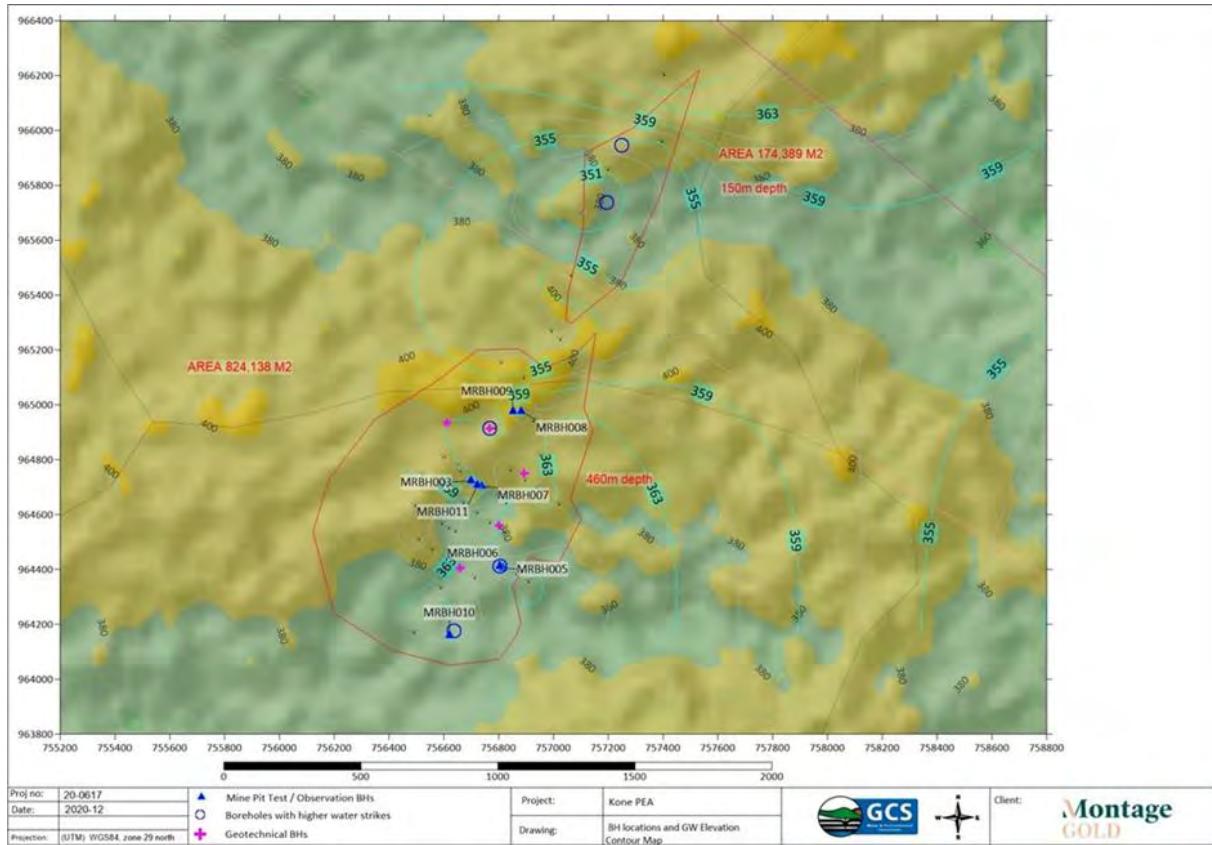 966400
966200
966000
965800
965600
965400
965200
965000
964800
964600
964400
964200
964000
963800
363
359
355
359
AREA 174,389 M2
351
355
359
150m depth
355
AREA 824,138 M2
355
355
MRBH009
359
359
MRBH008
363
363
460m depth
MRBH003
MRBH007
MRBH011
359
355
MRBH006
MRBH005
MRBH010
380
400
360
755200 755400 755600 755800 756000 756200 756400 756600 756800 757000 757200 757400 757600 757800 758000 758200 758400 758600 758800
0 500 1000 1500 2000
Proj no: 20-0617
Date: 2020-12
Projection: (UTM) WGS84, zone 29 north
Mine Pit Test / Observation BHs
Boreholes with higher water strikes
Geotechnical BHs
Project: Kone PEA
Drawing: BH locations and GW Elevation
Contour Map
GCS
Client:
Montage
GOLD